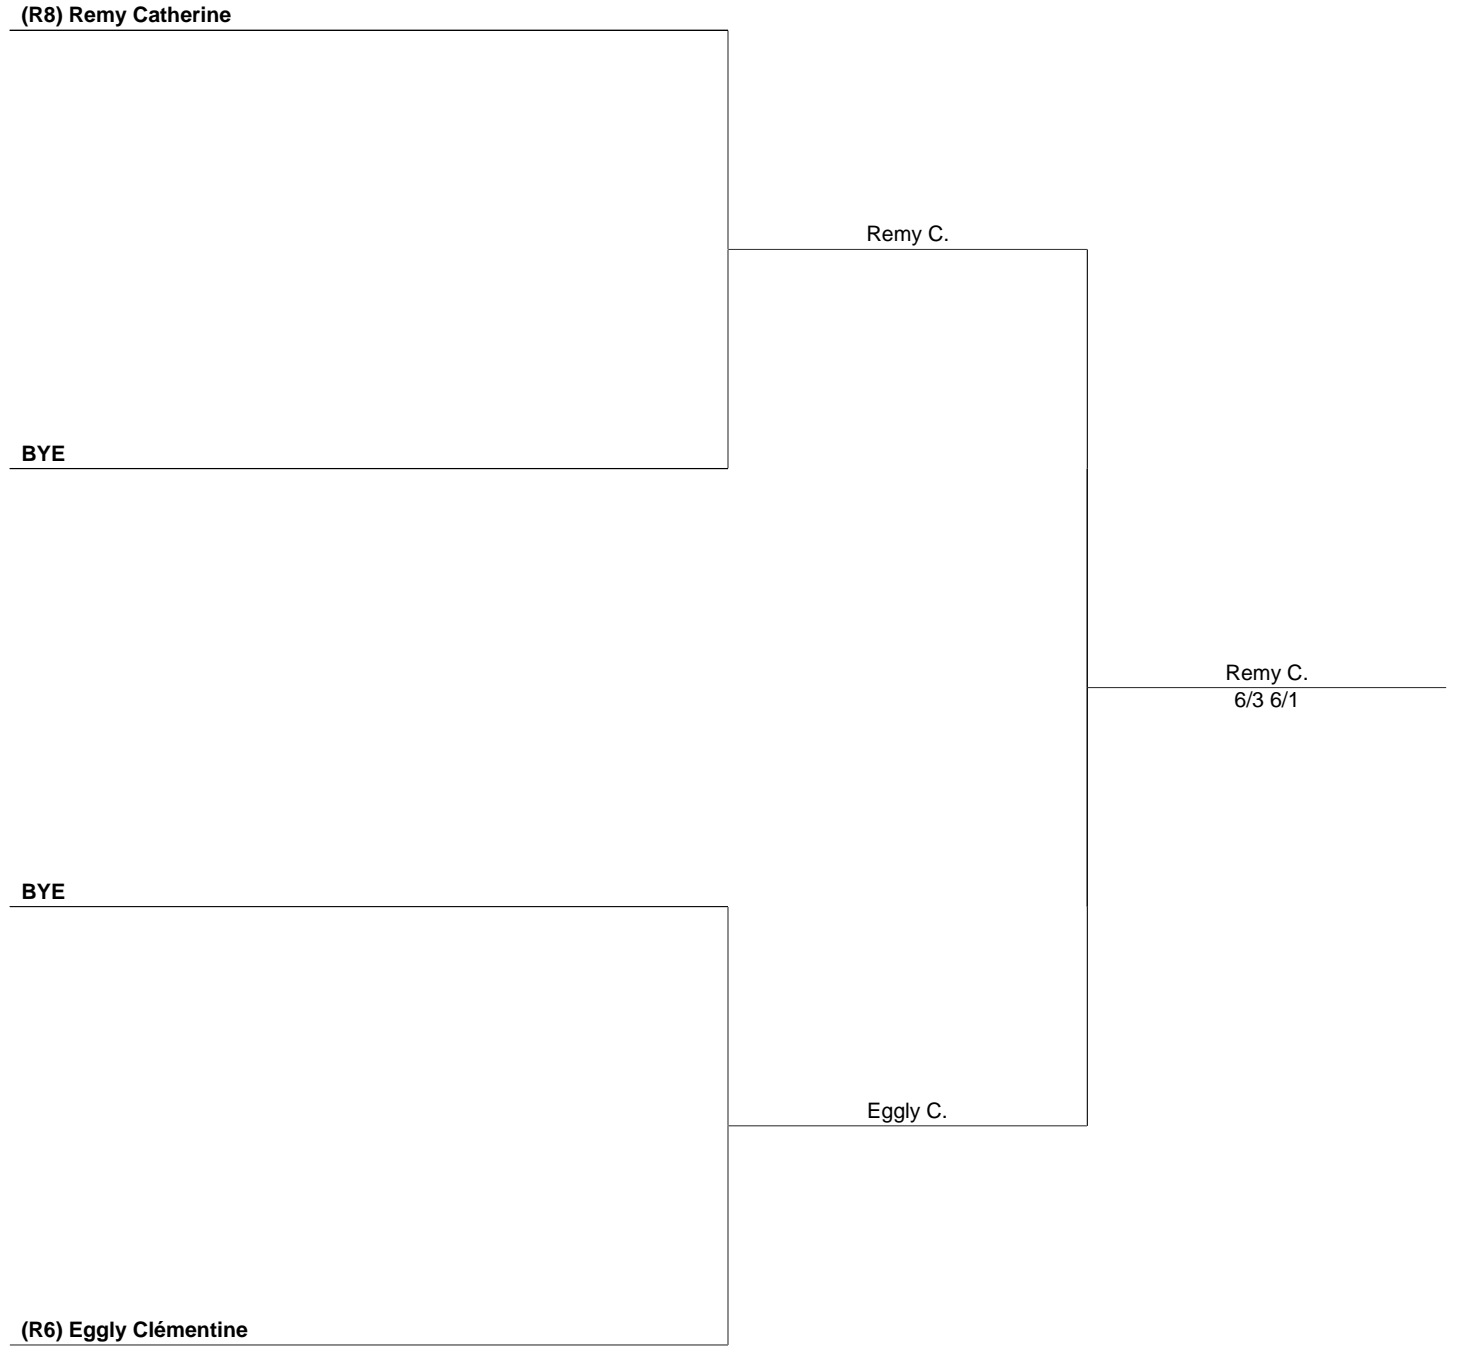 (R8) Remy Catherine
Remy C.
BYE
Remy C.
6/3 6/1
BYE
Eggly C.
(R6) Eggly Clémentine